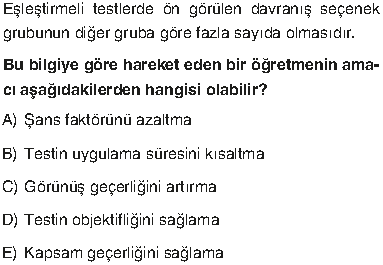 Eşleştirmeli testlerde ön görülen davranış seçenek
grubunun diğer gruba göre fazla sayıda olmasıdır.
Bu bilgiye göre hareket eden bir öğretmenin ama-
cı aşağıdakilerden hangisi olabilir?
A) Şans faktörünü azaltma
B) Testin uygulama süresini kısaltma
C) Görünüş geçerliğini artırma
D) Testin objektifliğini sağlama
E) Kapsam geçerliğini sağlama